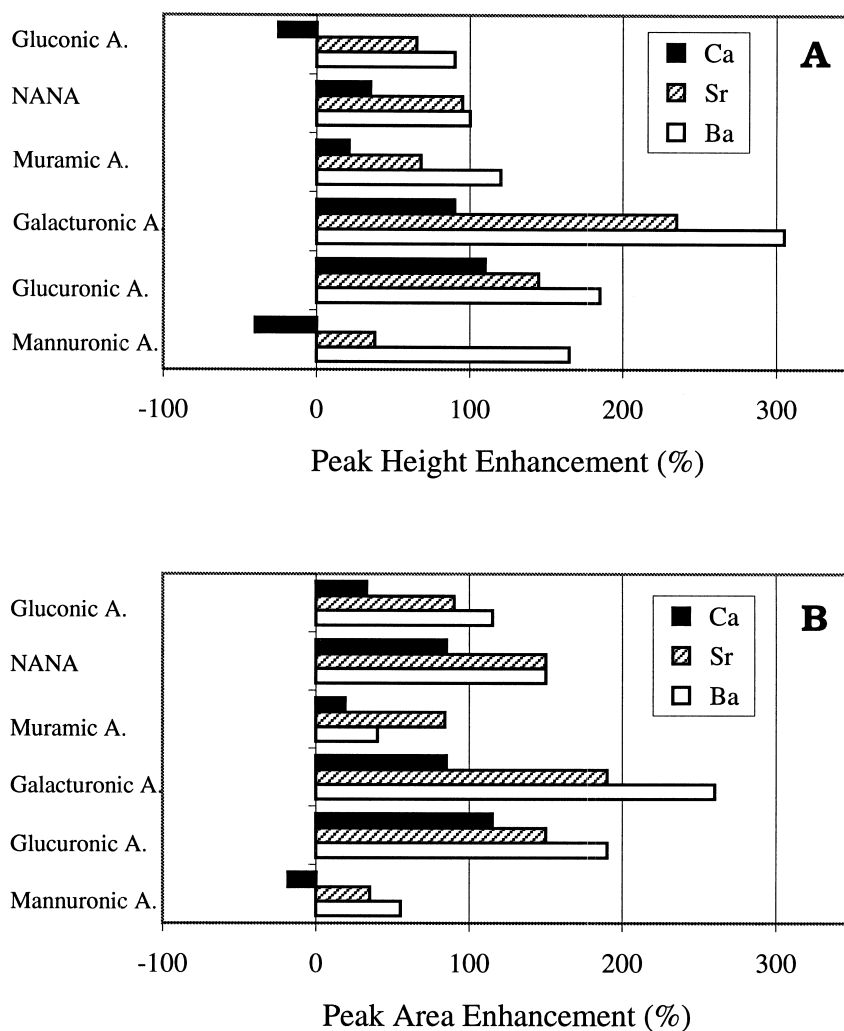 Gluconic A.
NANA
Muramic A.
Galacturonic A.
Glucuronic A.
Mannuronic A.
Ca
Sr
Ba
A
-100 0 100 200 300
Peak Height Enhancement (%)
Gluconic A.
NANA
Muramic A.
Galacturonic A.
Glucuronic A.
Mannuronic A.
Ca
Sr
Ba
B
-100 0 100 200 300
Peak Area Enhancement (%)